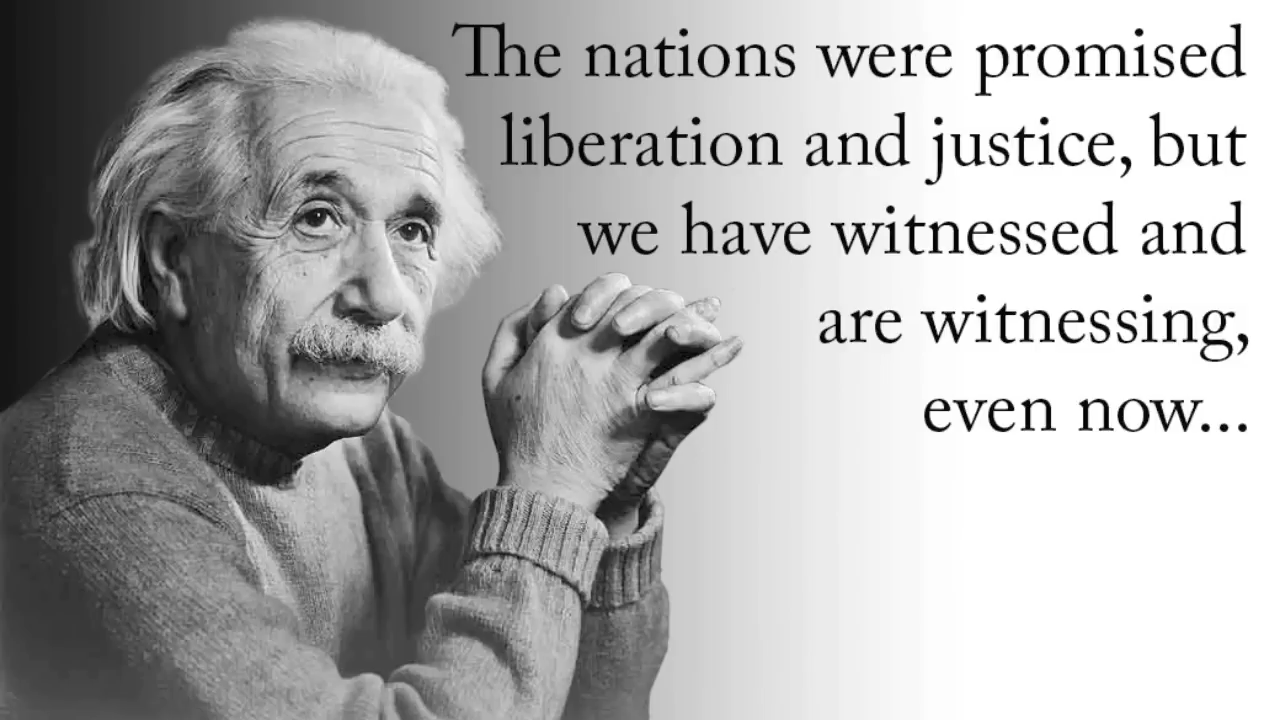 The nations were promised
liberation and justice, but
we have witnessed and
are witnessing,
even now...